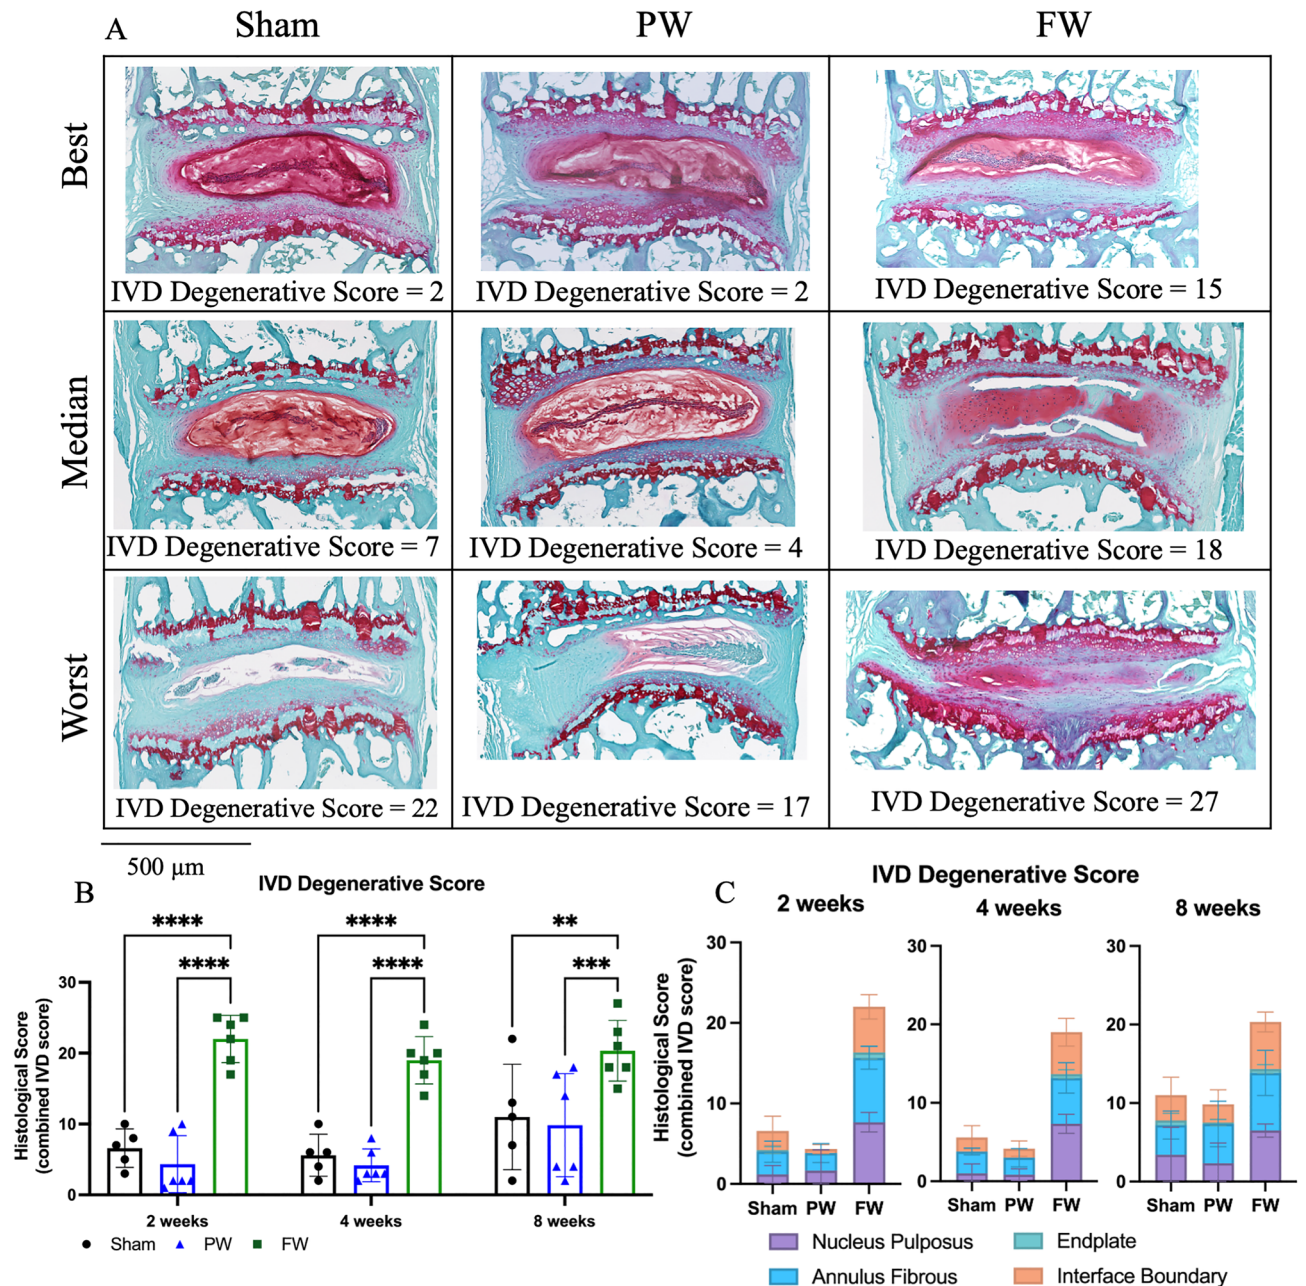 A
Sham
PW
FW
Best
IVD Degenerative Score = 2
IVD Degenerative Score = 2
IVD Degenerative Score = 15
Median
IVD Degenerative Score = 7
IVD Degenerative Score = 4
IVD Degenerative Score = 18
Worst
IVD Degenerative Score = 22
IVD Degenerative Score = 17
IVD Degenerative Score = 27
500 µm
B
IVD Degenerative Score
Histological Score
(combined IVD score)
30
20
10
0
****
****
****
****
**
***
2 weeks
4 weeks
8 weeks
Sham
PW
FW
C
IVD Degenerative Score
2 weeks
4 weeks
8 weeks
Histological Score
(combined IVD score)
30
20
10
0
Sham PW FW
30
20
10
0
Sham PW FW
30
20
10
0
Sham PW FW
Nucleus Pulposus
Endplate
Annulus Fibrous
Interface Boundary